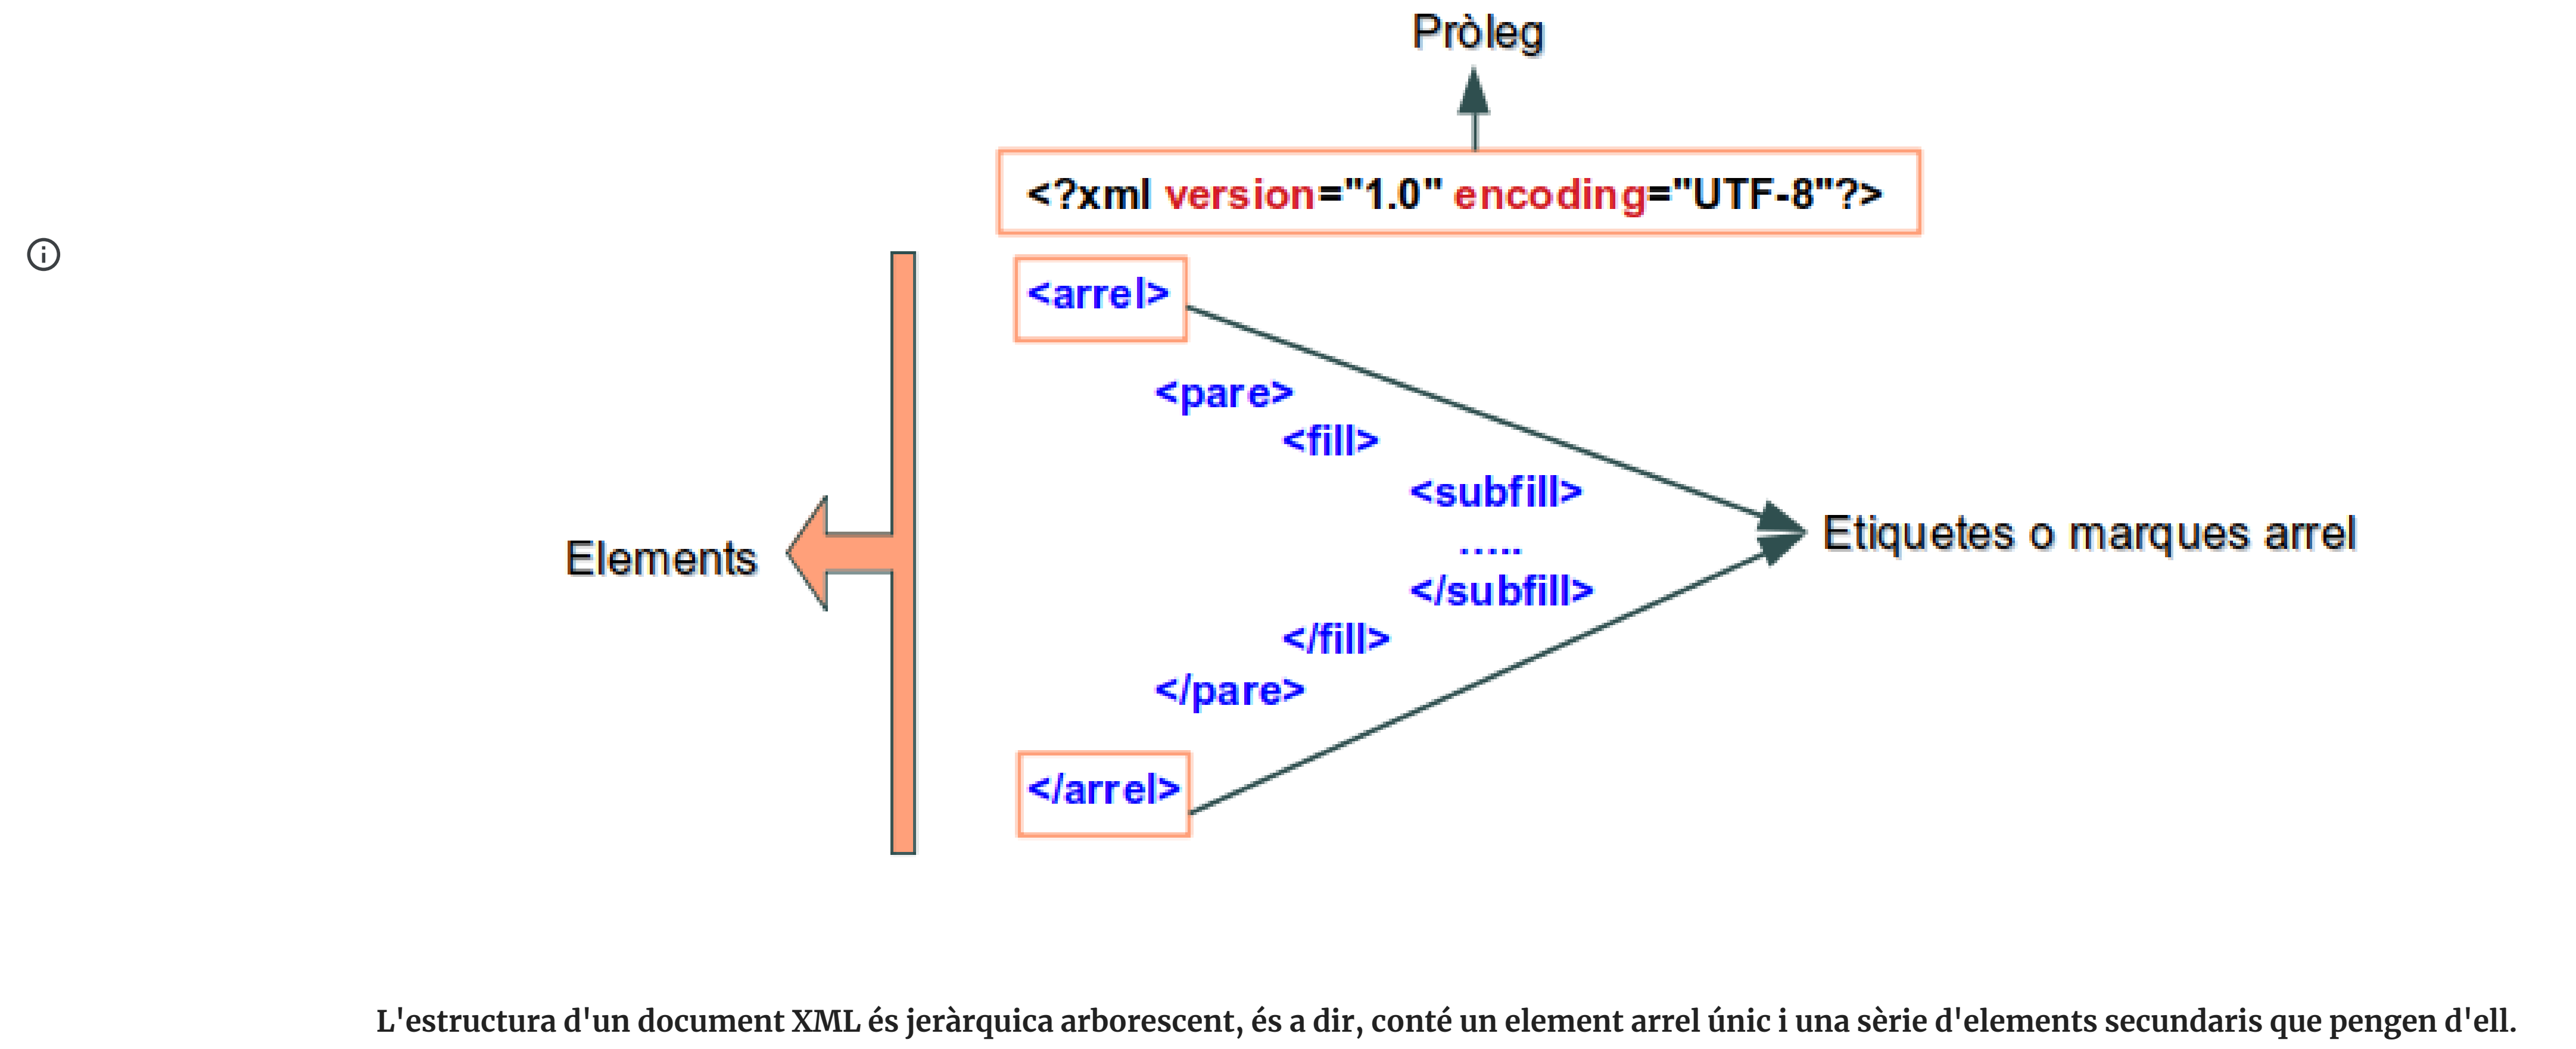 Pròleg
<?xml version="1.0" encoding="UTF-8"?>
<arrel>
<pare>
<fill>
<subfill>
.....
Elements
Etiquetes o marques arrel
</subfill>
</fill>
</pare>
</arrel>
L'estructura d'un document XML és jeràrquica arborescent, és a dir, conté un element arrel únic i una sèrie d'elements secundaris que pengen d'ell.